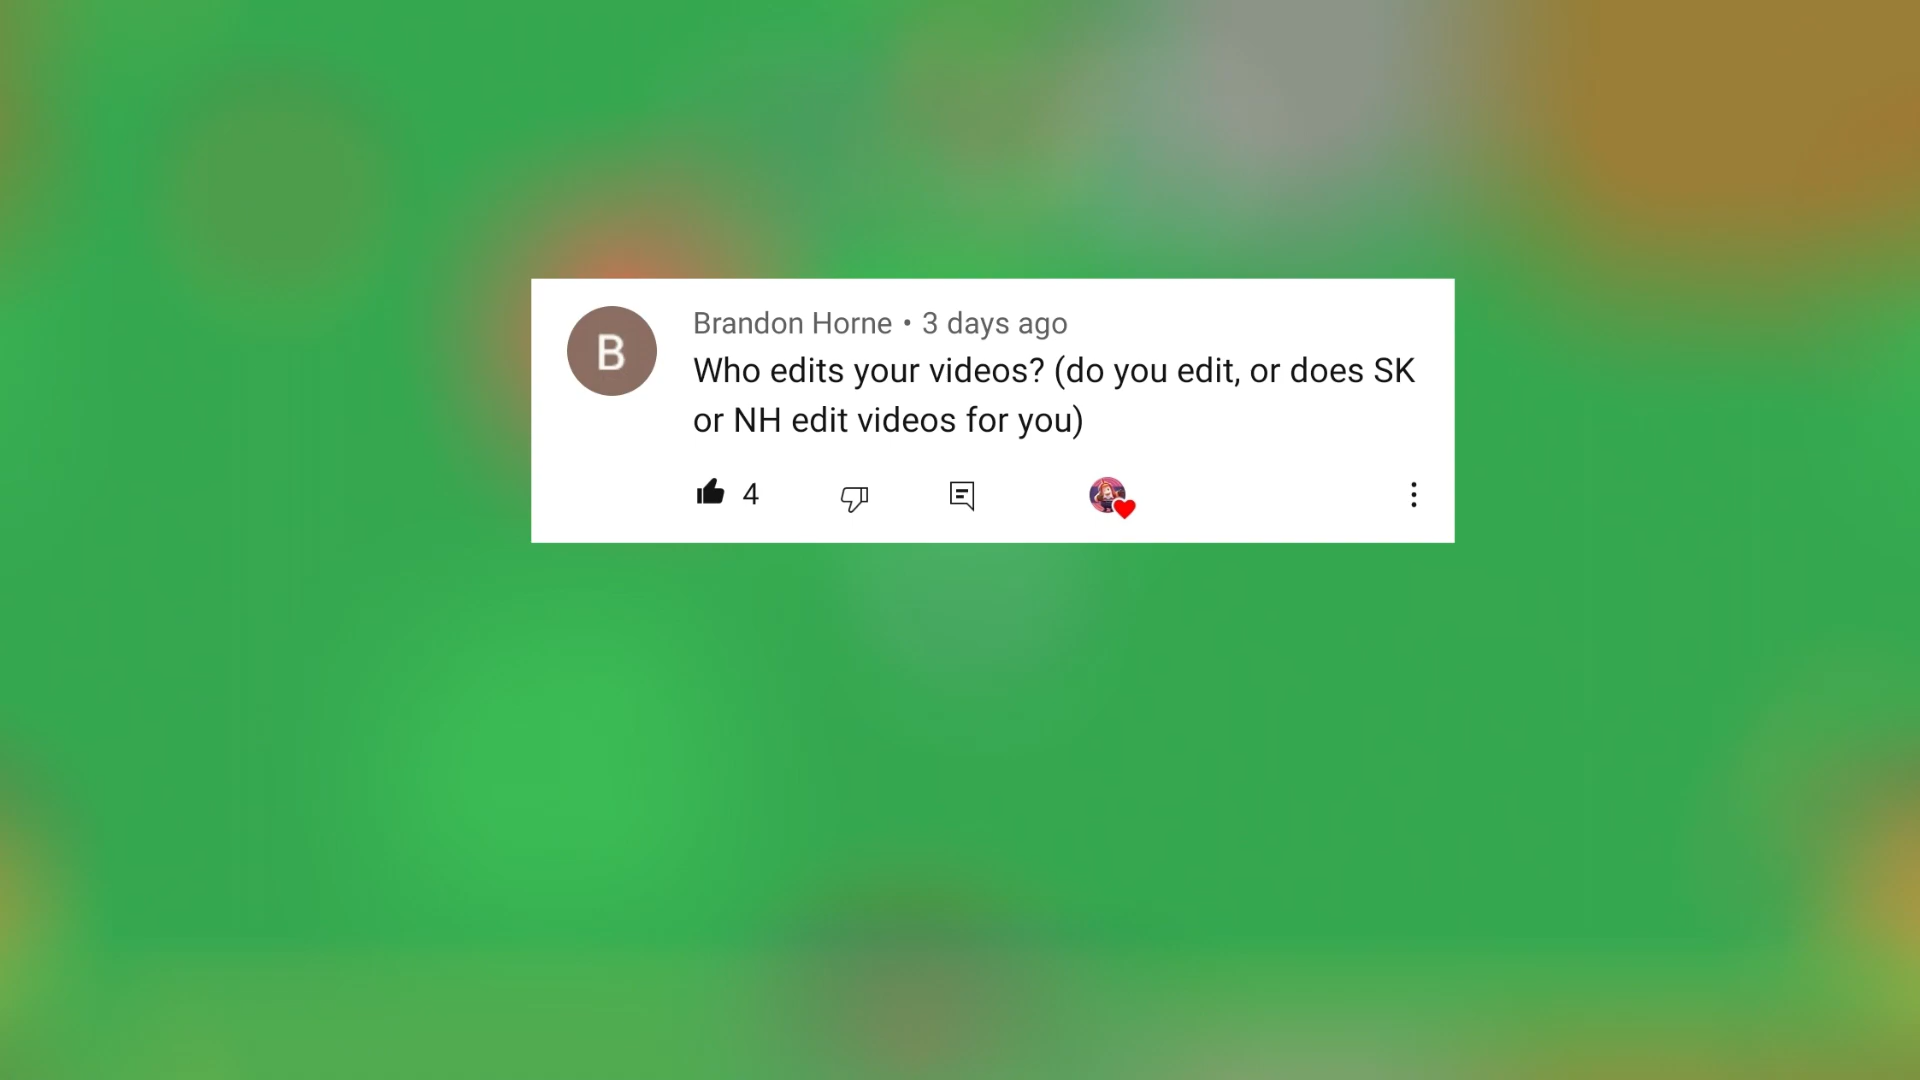 B
Brandon Horne • 3 days ago
Who edits your videos? (do you edit, or does SK
or NH edit videos for you)
4